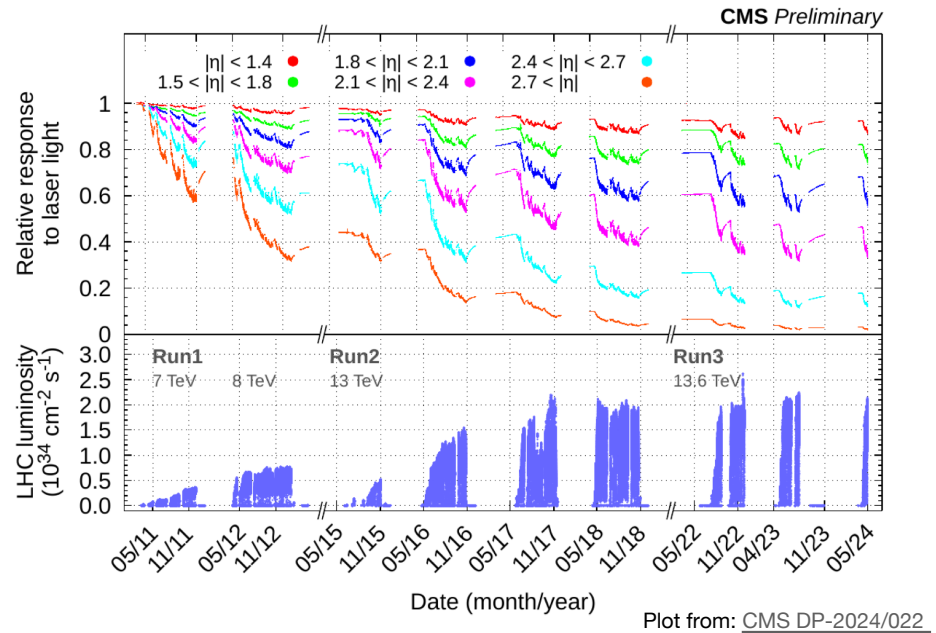 CMS Preliminary
|η| < 1.4
1.8 < |η| < 2.1
2.4 < |η| < 2.7
1.5 < |η| < 1.8
2.1 < |η| < 2.4
2.7 < |η|
Relative response
to laser light
1
0.8
0.6
0.4
0.2
0
LHC luminosity
(10³⁴ cm⁻² s⁻¹)
3.0
2.5
2.0
1.5
1.0
0.5
0.0
Run1
7 TeV
8 TeV
Run2
13 TeV
Run3
13.6 TeV
05/11
11/11
05/12
11/12
05/15
11/15
05/16
11/16
05/17
11/17
05/18
11/18
05/22
11/22
04/23
11/23
05/24
Date (month/year)
Plot from: CMS DP-2024/022